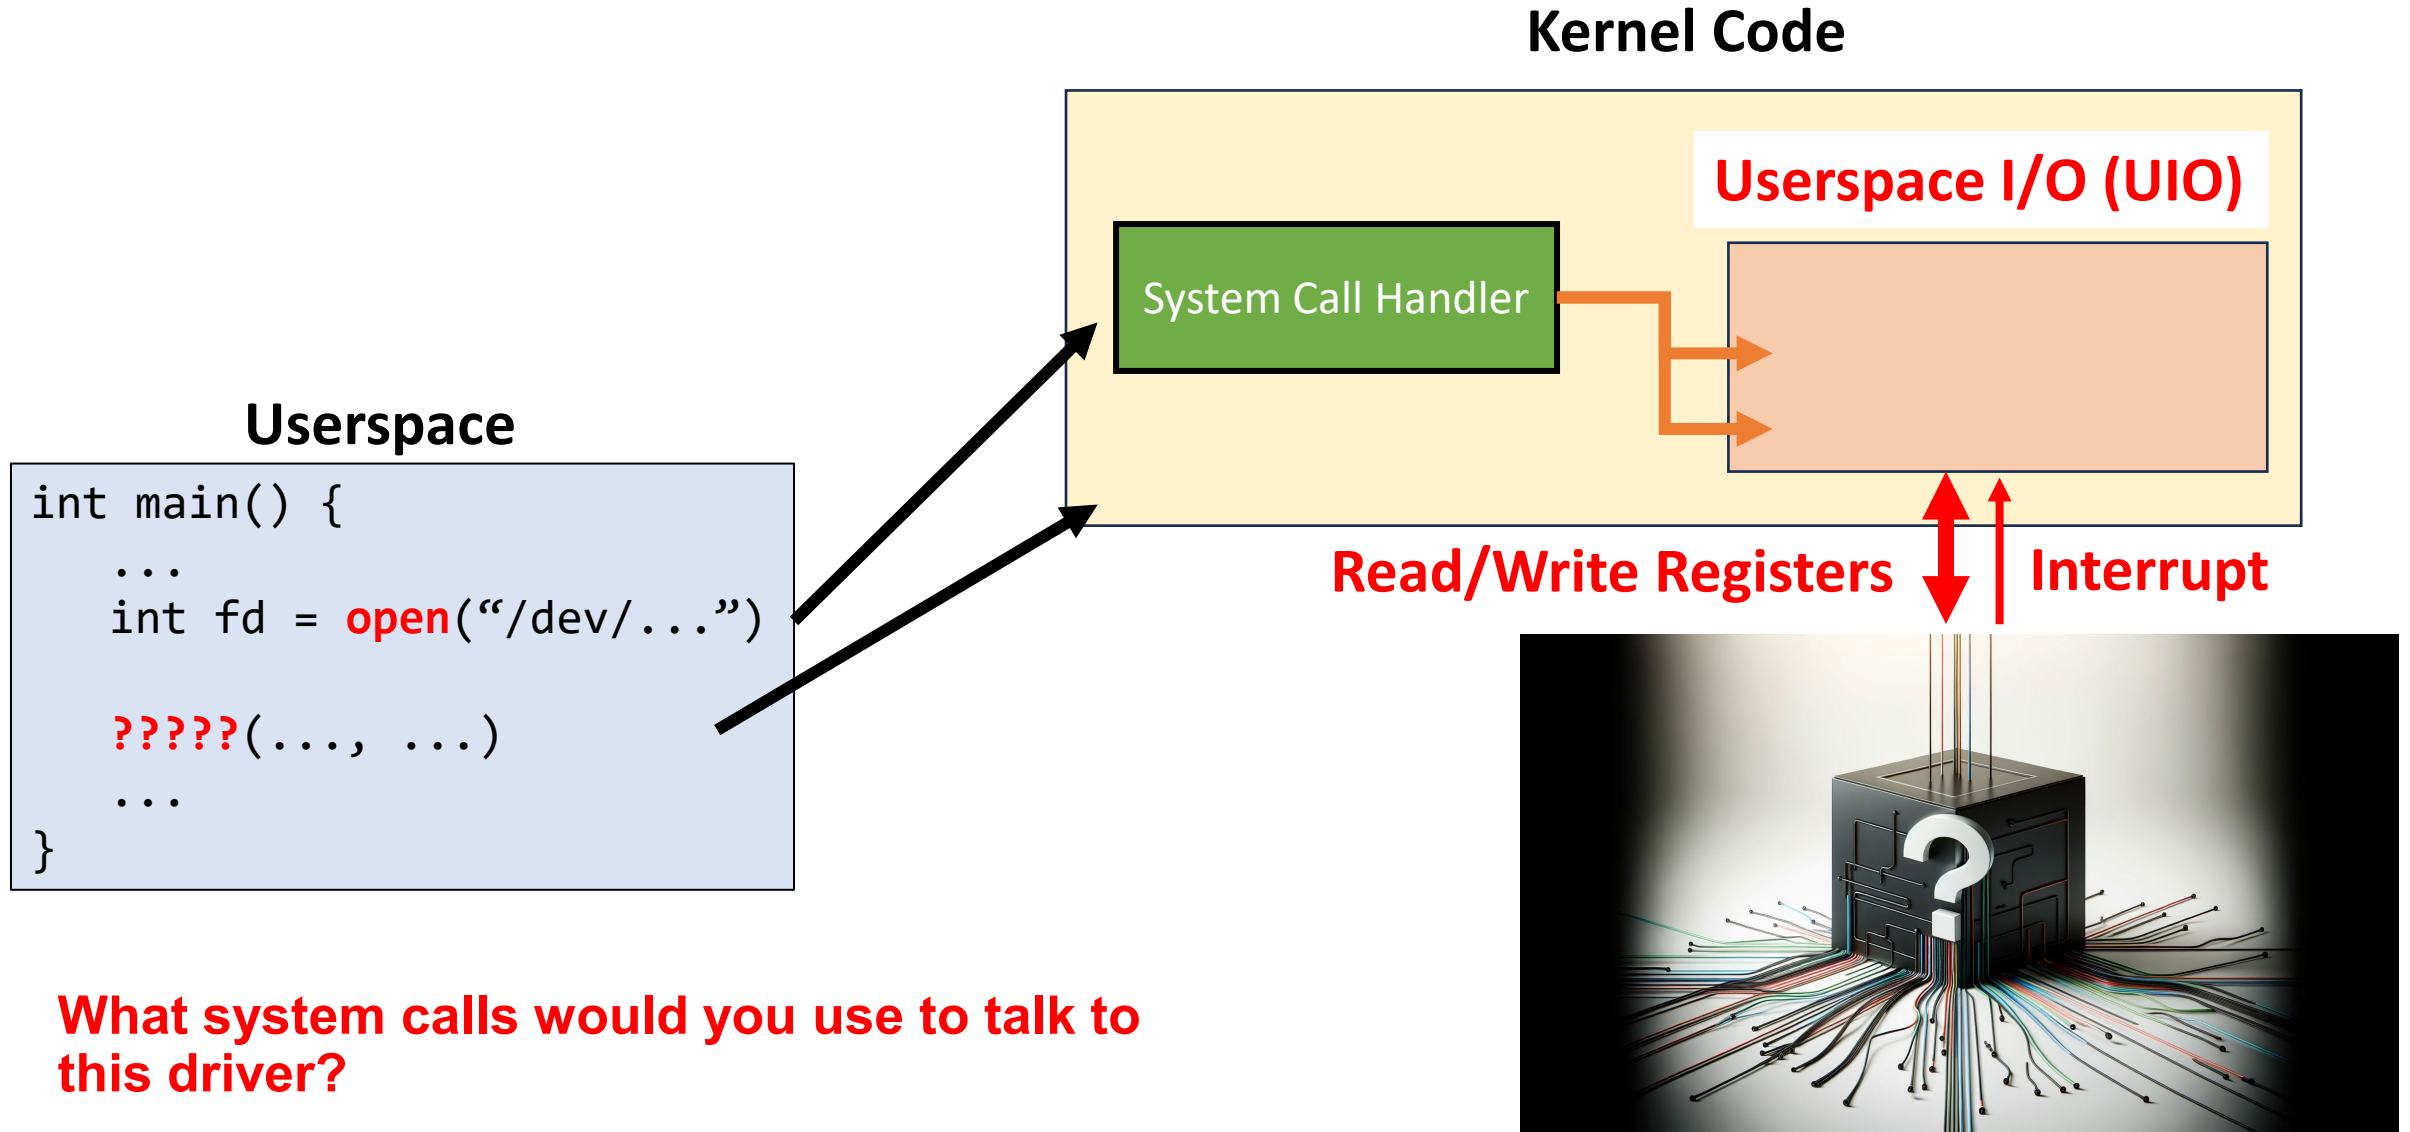 Kernel Code
Userspace I/O (UIO)
System Call Handler
Userspace
int main() {
...
int fd = open(“/dev/...”)
?????(..., ...)
...
}
Read/Write Registers
Interrupt
?
What system calls would you use to talk to
this driver?